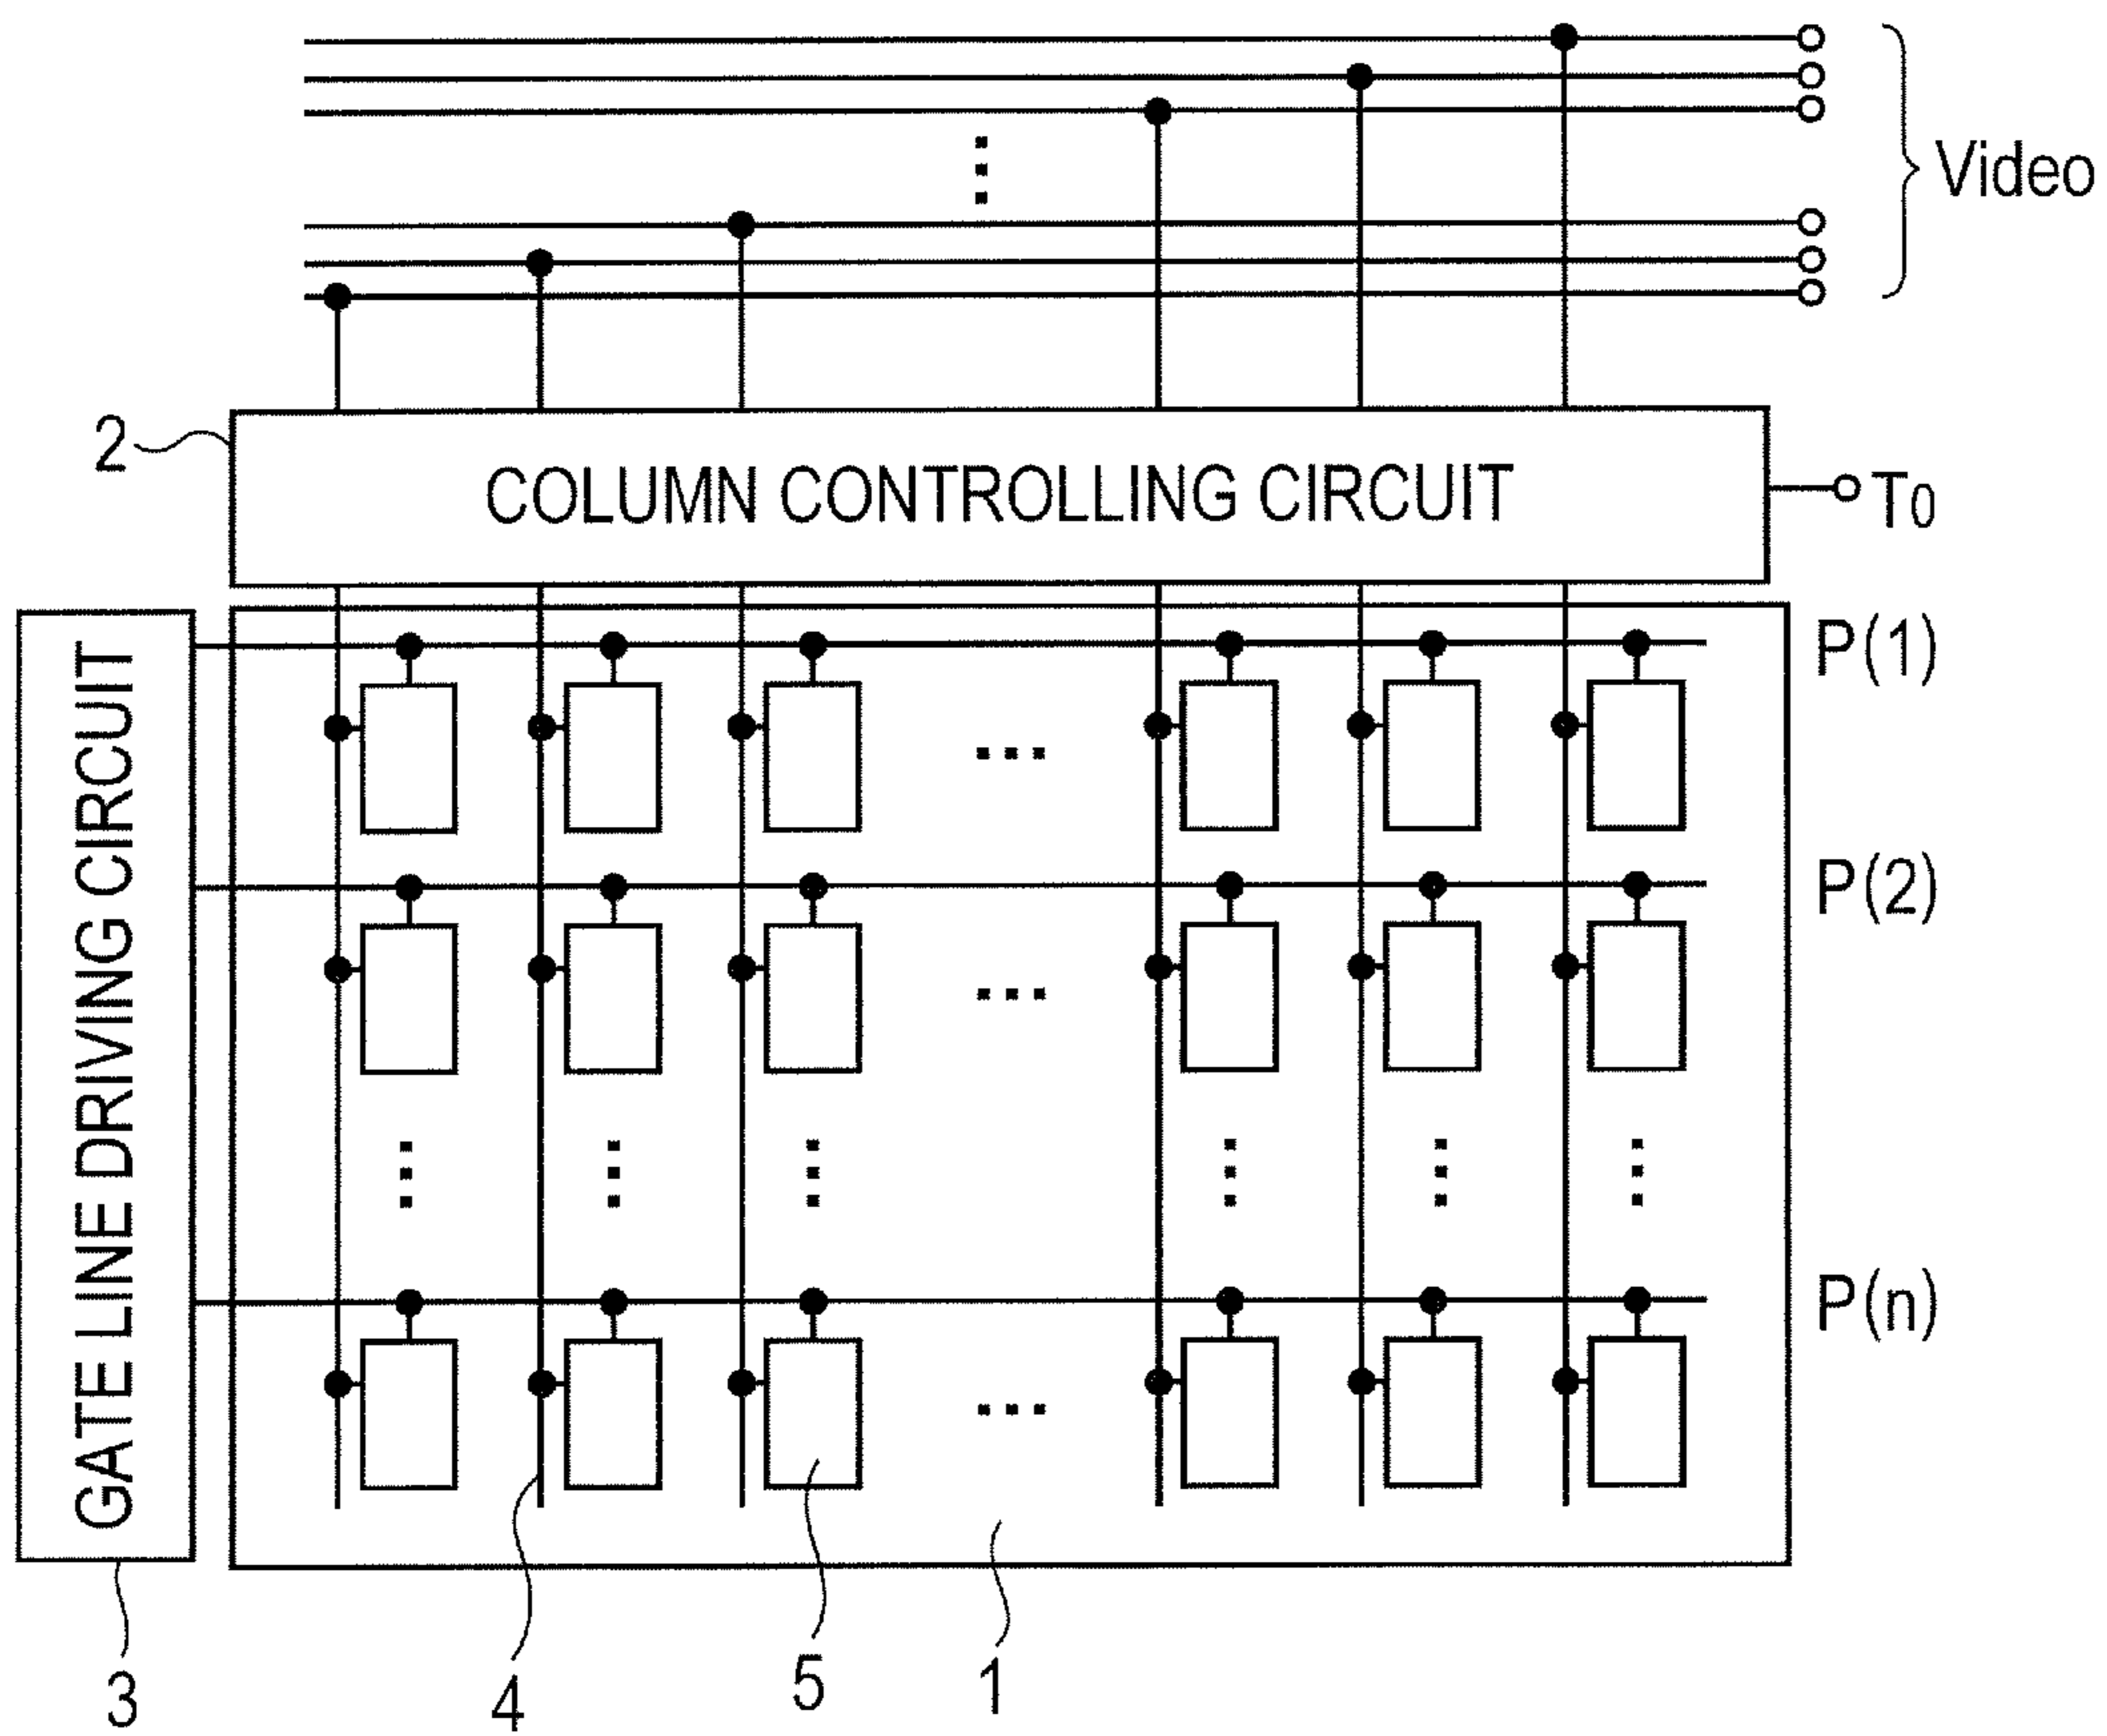 Video
2
COLUMN CONTROLLING CIRCUIT
T0
GATE LINE DRIVING CIRCUIT
P(1)
P(2)
P(n)
3
4
5
1